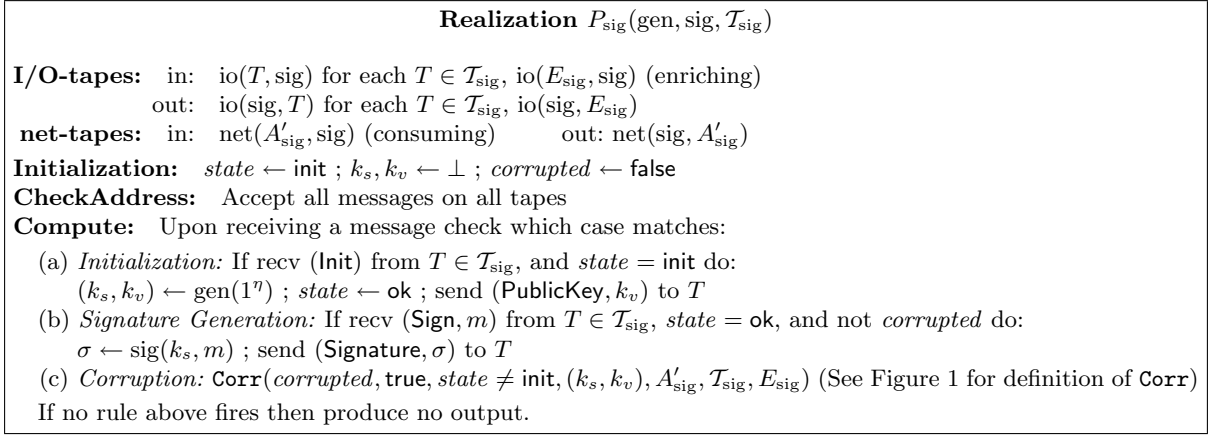 Realization P_sig(gen, sig, 𝒯_sig)
I/O-tapes: in: io(T, sig) for each T ∈ 𝒯_sig, io(E_sig, sig) (enriching)
out: io(sig, T) for each T ∈ 𝒯_sig, io(sig, E_sig)
net-tapes: in: net(A′_sig, sig) (consuming) out: net(sig, A′_sig)
Initialization: state ← init ; k_s, k_v ← ⊥ ; corrupted ← false
CheckAddress: Accept all messages on all tapes
Compute: Upon receiving a message check which case matches:
(a) Initialization: If recv (Init) from T ∈ 𝒯_sig, and state = init do:
(k_s, k_v) ← gen(1^η) ; state ← ok ; send (PublicKey, k_v) to T
(b) Signature Generation: If recv (Sign, m) from T ∈ 𝒯_sig, state = ok, and not corrupted do:
σ ← sig(k_s, m) ; send (Signature, σ) to T
(c) Corruption: Corr(corrupted, true, state ≠ init, (k_s, k_v), A′_sig, 𝒯_sig, E_sig) (See Figure 1 for definition of Corr)
If no rule above fires then produce no output.